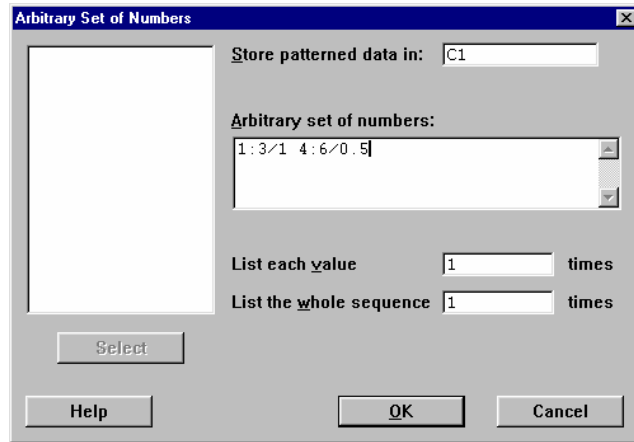 Arbitrary Set of Numbers
Store patterned data in: C1
Arbitrary set of numbers:
1:3/1 4:6/0.5
List each value 1 times
List the whole sequence 1 times
Select
Help OK Cancel